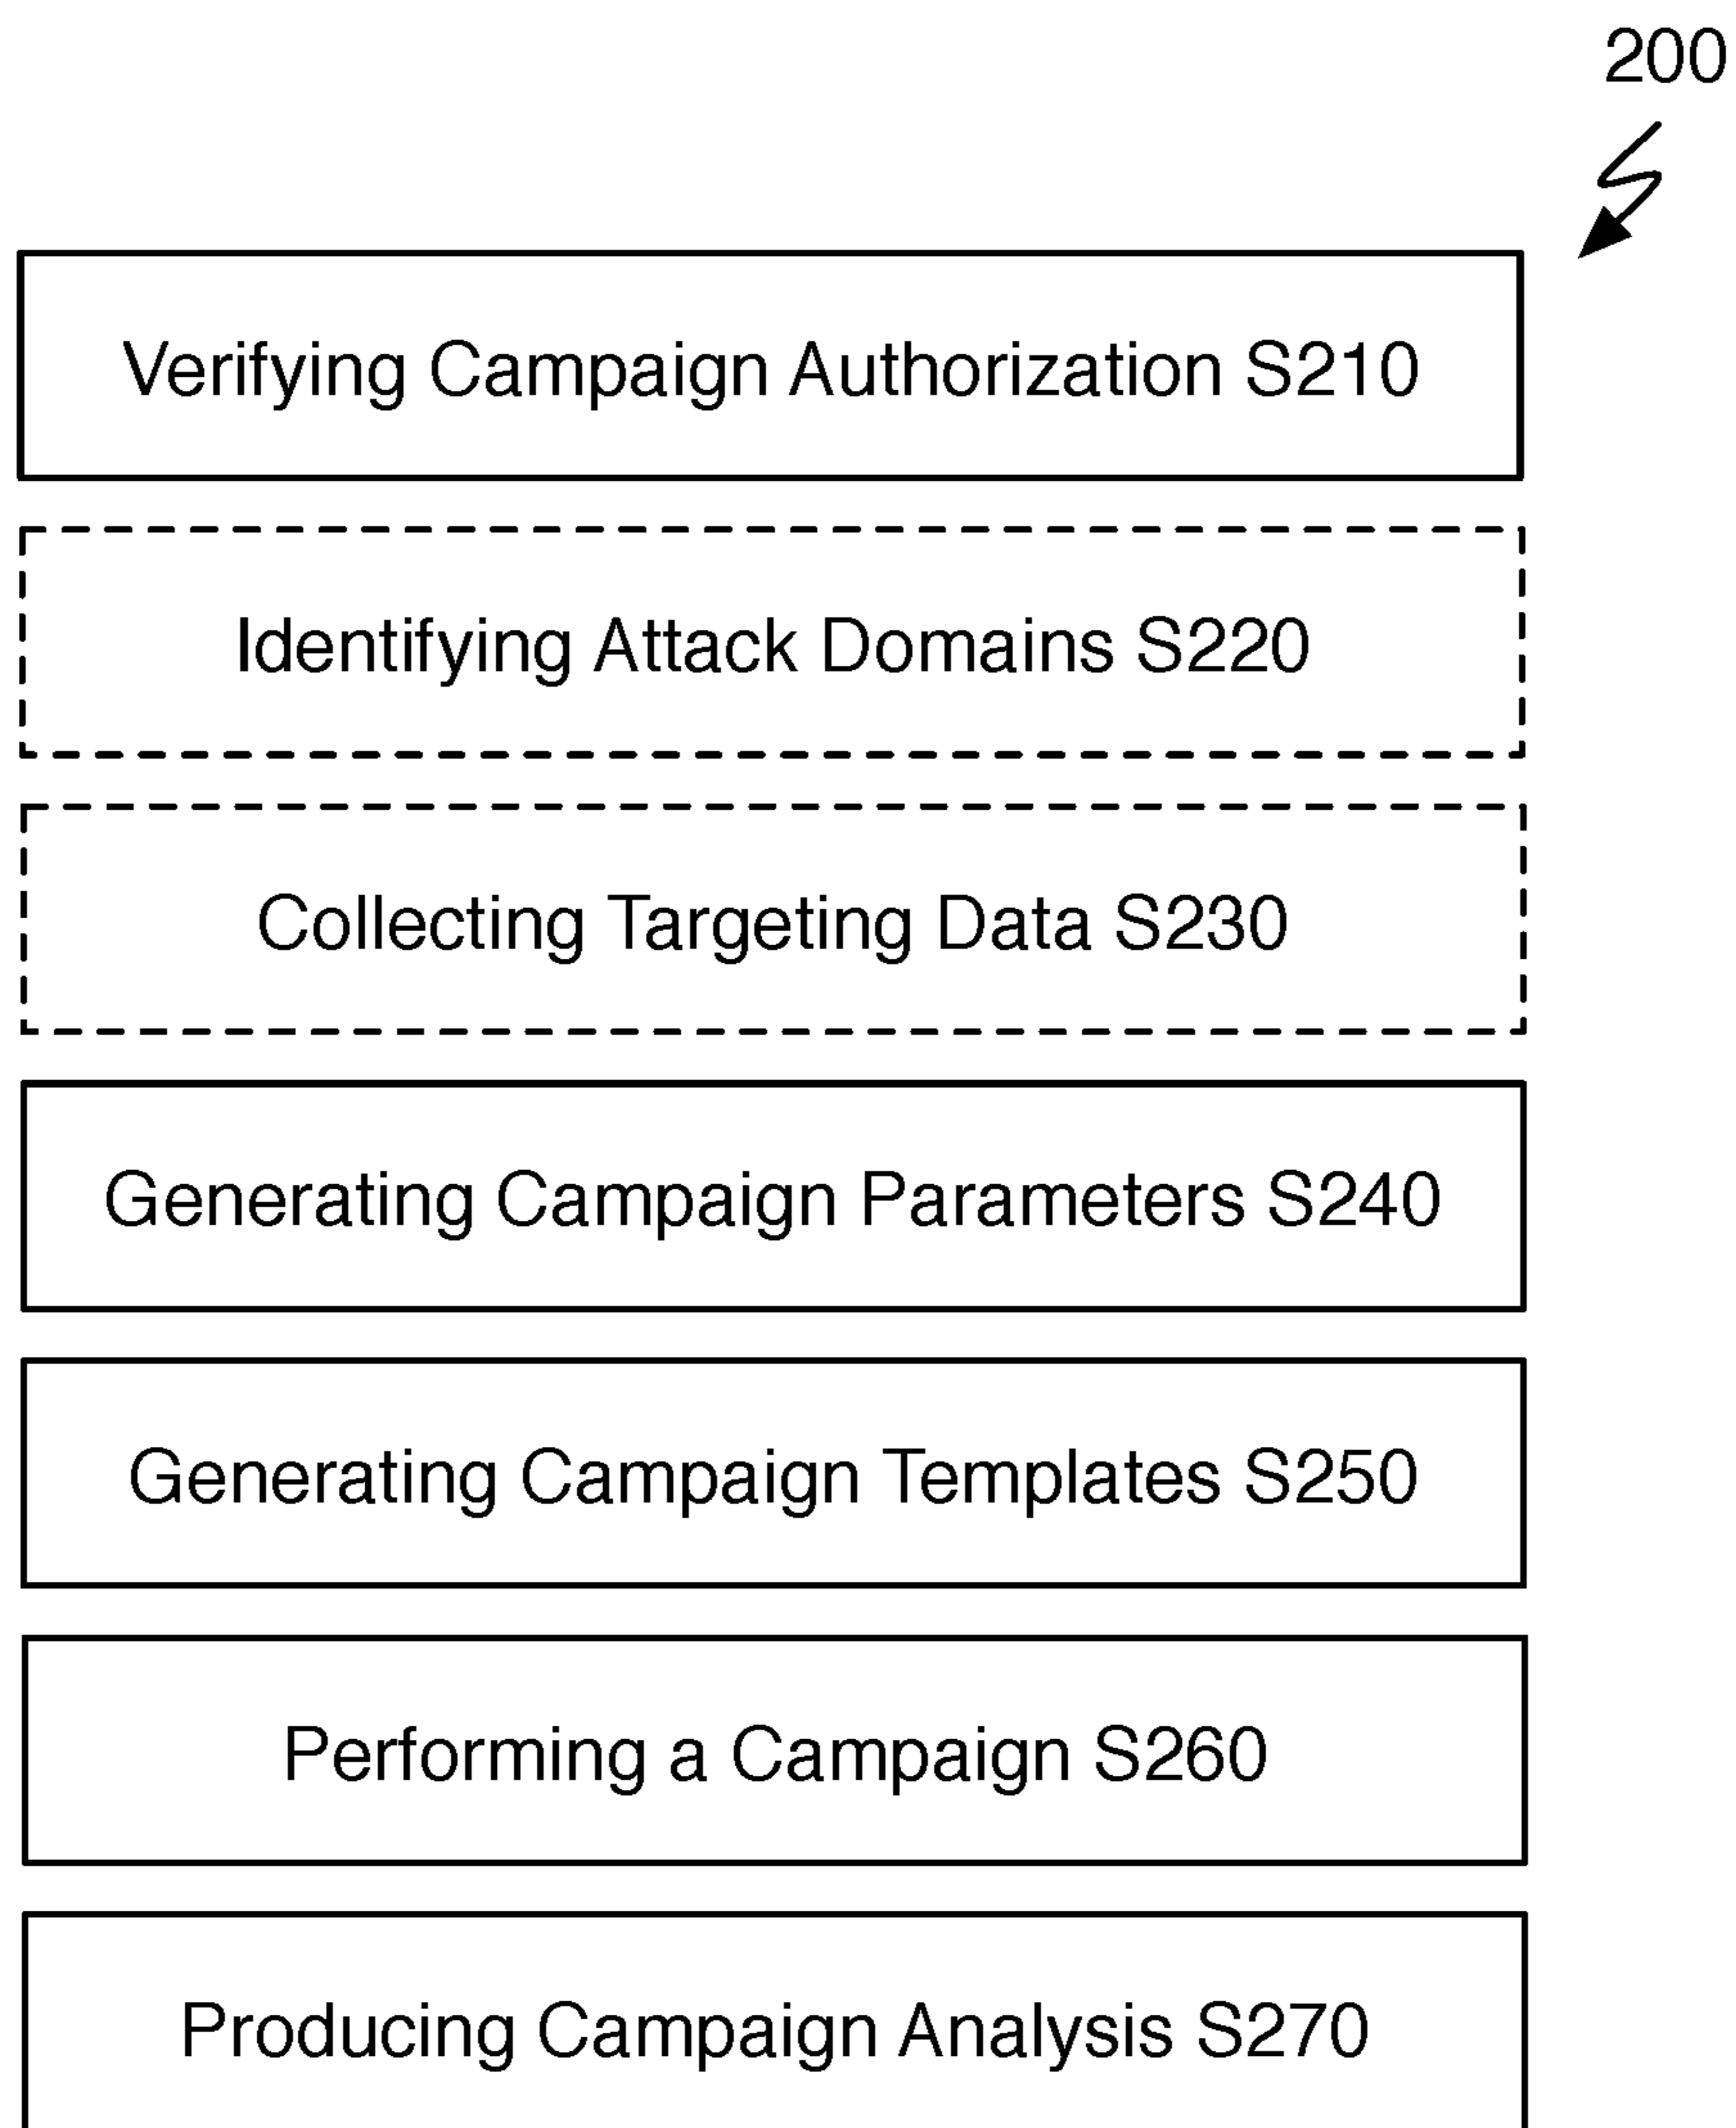 200
Verifying Campaign Authorization S210
Identifying Attack Domains S220
Collecting Targeting Data S230
Generating Campaign Parameters S240
Generating Campaign Templates S250
Performing a Campaign S260
Producing Campaign Analysis S270